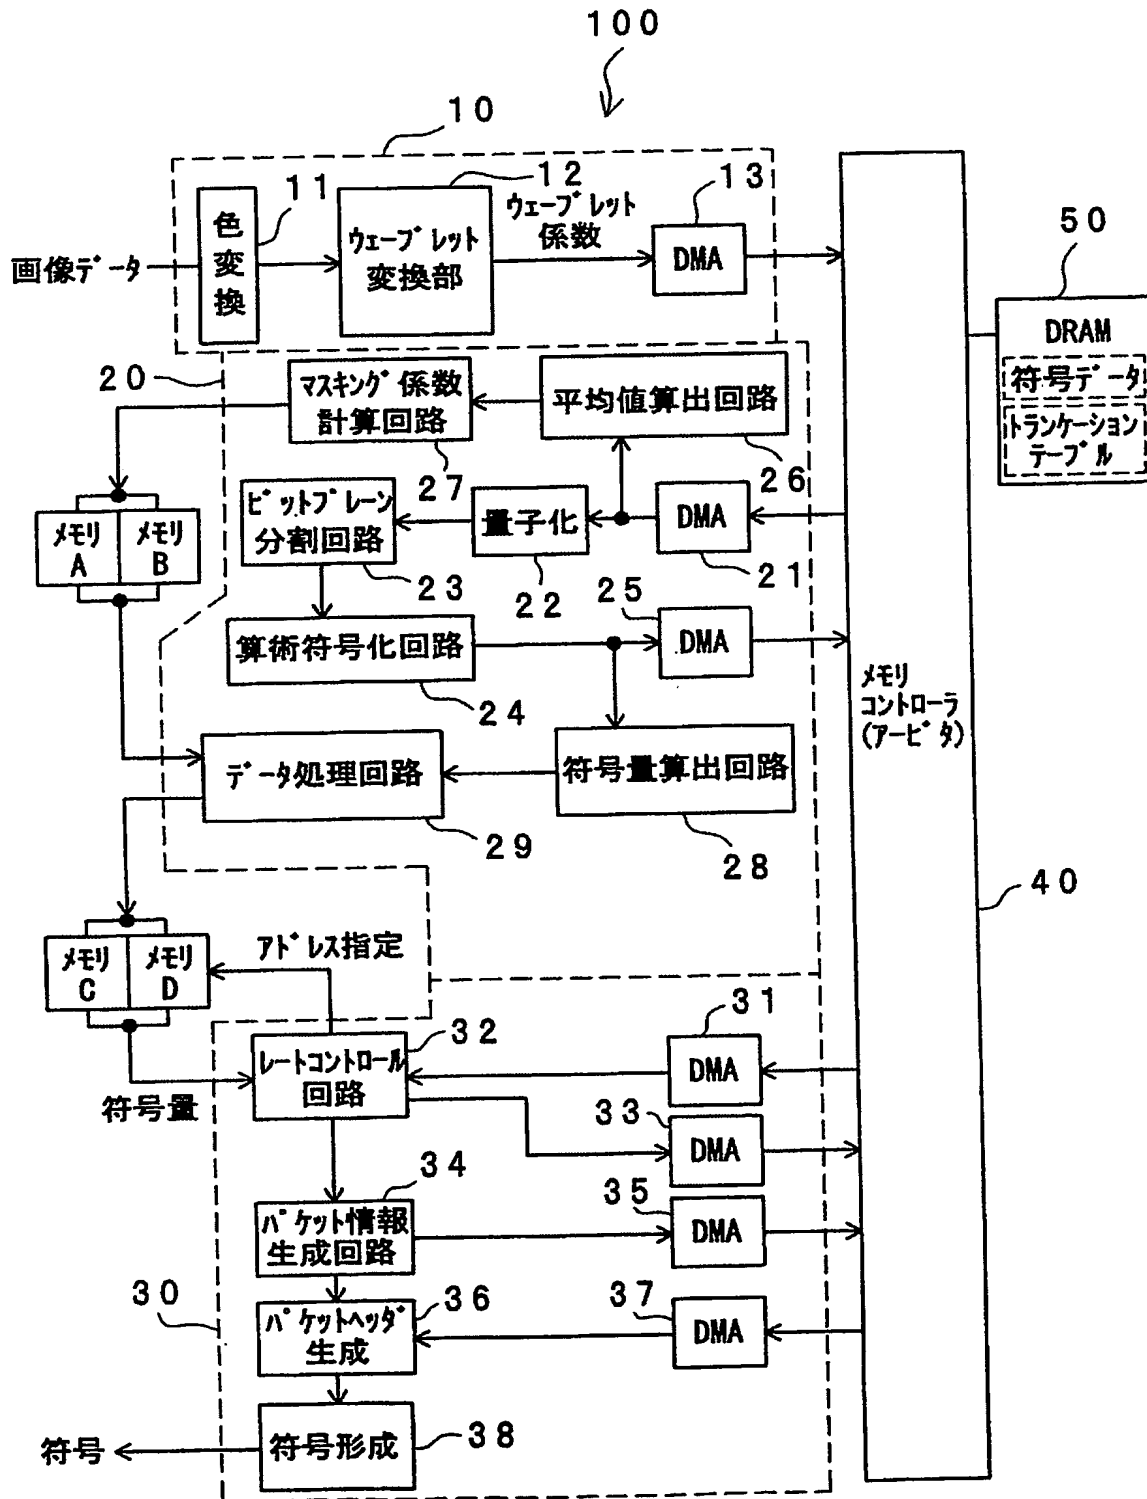 100
10
11
12
13
色変換
画像データ
ウェーブレット
変換部
ウェーブレット
係数
DMA
50
DRAM
符号データ
トランケーション
テーブル
20
マスキング係数
計算回路
平均値算出回路
27
26
メモリ
A
メモリ
B
ビットプレーン
分割回路
量子化
DMA
23
22
21
25
算術符号化回路
DMA
24
メモリ
コントローラ
(アービタ)
データ処理回路
符号量算出回路
29
28
40
メモリ
C
メモリ
D
アドレス指定
31
32
レートコントロール
回路
DMA
符号量
33
DMA
34
35
パケット情報
生成回路
DMA
30
36
37
パケットヘッダ
生成
DMA
符号
符号形成
38